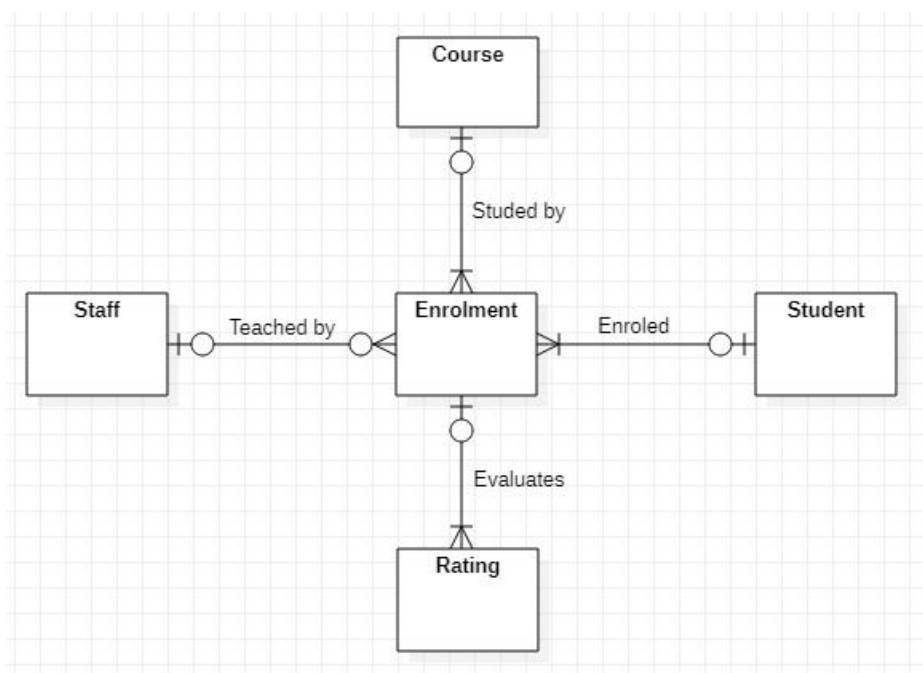 Course
Studed by
Staff
Teached by
Enrolment
Enroled
Student
Evaluates
Rating